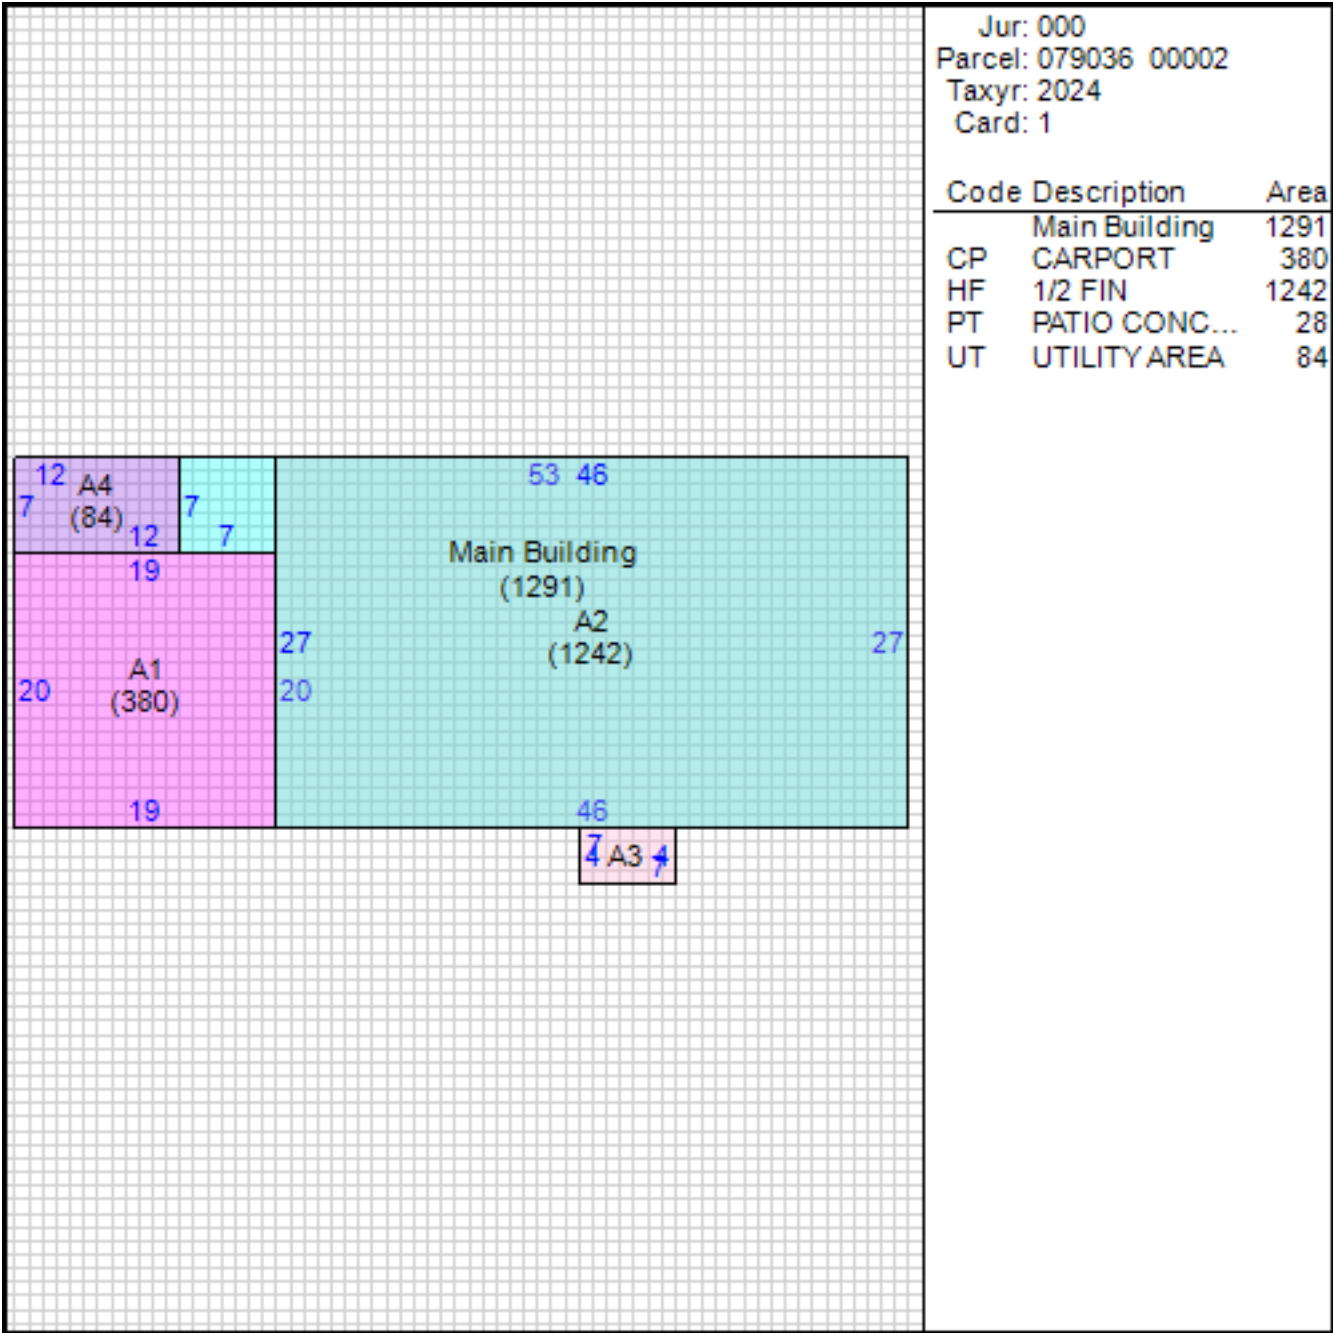 Jur: 000
Parcel: 079036 00002
Taxyr: 2024
Card: 1
Code Description Area
Main Building 1291
CP CARPORT 380
HF 1/2 FIN 1242
PT PATIO CONC... 28
UT UTILITY AREA 84
12 53 46
A4
7 7
(84)
12 7
19
Main Building
(1291)
A2
27 27
(1242)
A1
20 20
(380)
19 46
7
4 A3 4
7